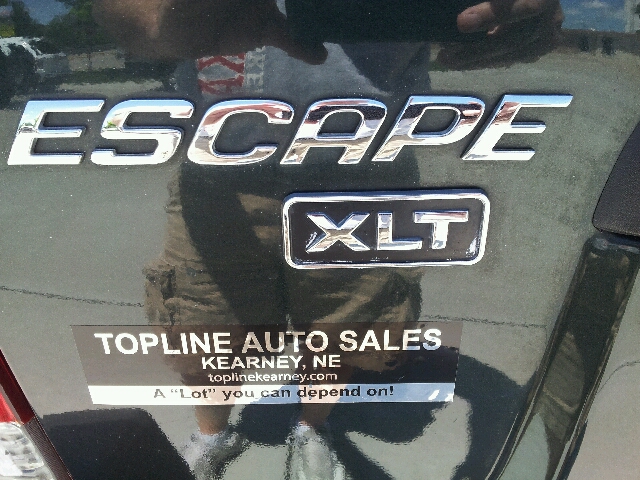 ESCAPE
XLT
TOPLINE AUTO SALES
KEARNEY, NE
toplinekearney.com
A "Lot" you can depend on!